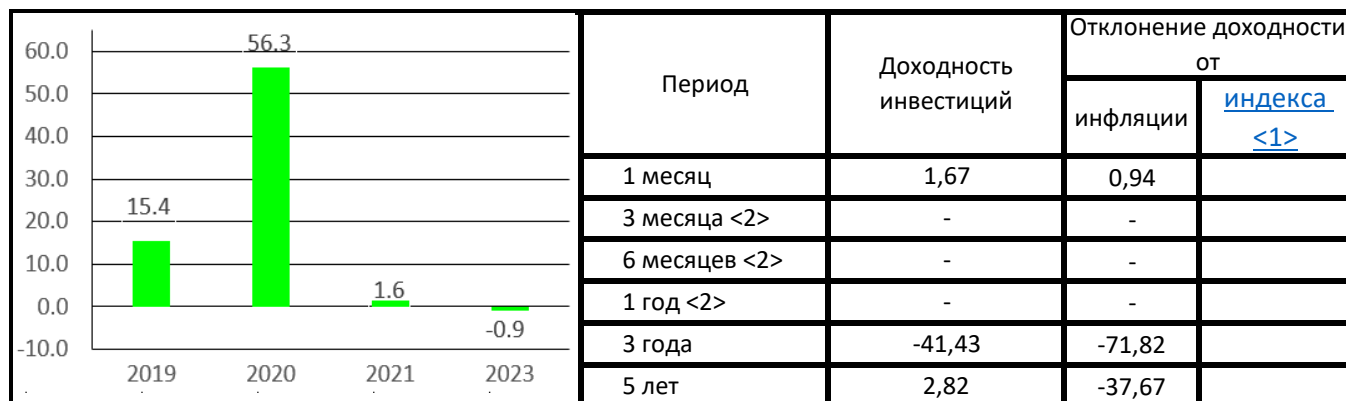 60.0
50.0
40.0
30.0
20.0
10.0
0.0
-10.0
15.4
56.3
1.6
-0.9
2019 2020 2021 2023
Период
Доходность
инвестиций
Отклонение доходности
от
инфляции
индекса
<1>
1 месяц 1,67 0,94
3 месяца <2> - -
6 месяцев <2> - -
1 год <2> - -
3 года -41,43 -71,82
5 лет 2,82 -37,67